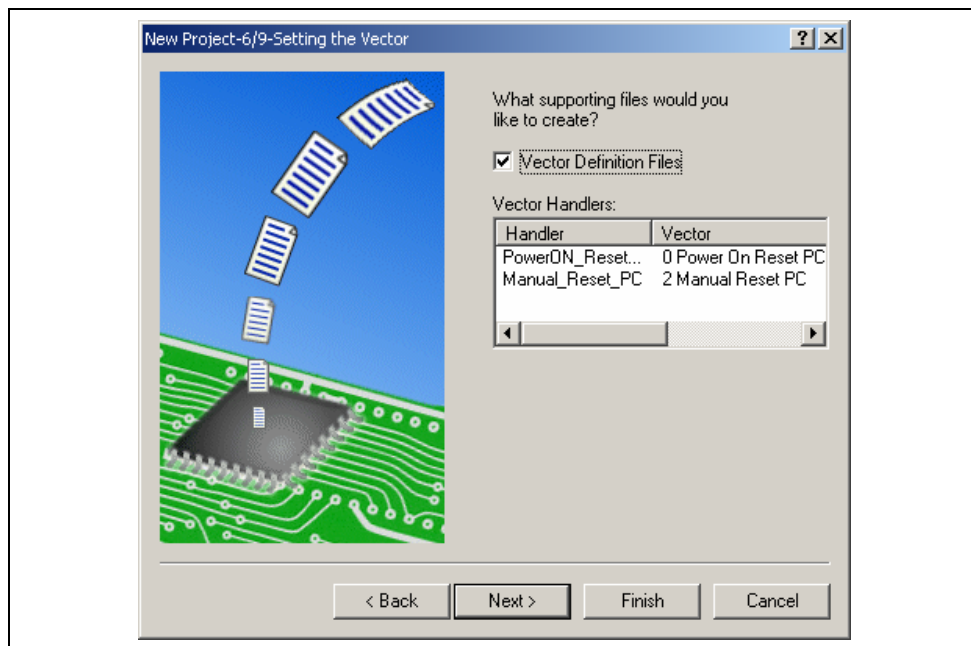 New Project-6/9-Setting the Vector
What supporting files would you
like to create?
Vector Definition Files
Vector Handlers:
Handler Vector
PowerON_Reset... 0 Power On Reset PC
Manual_Reset_PC 2 Manual Reset PC
< Back Next > Finish Cancel